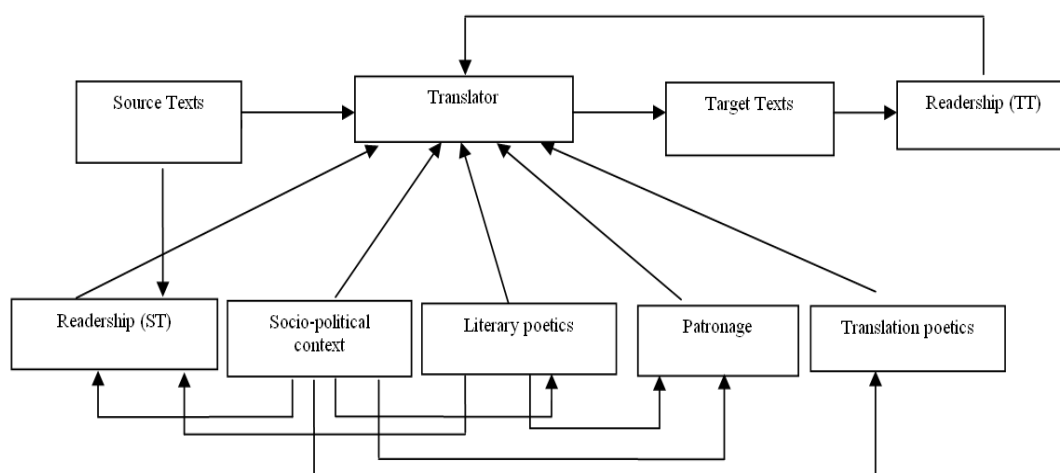 Source Texts
Translator
Target Texts
Readership (TT)
Readership (ST)
Socio-political
context
Literary poetics
Patronage
Translation poetics